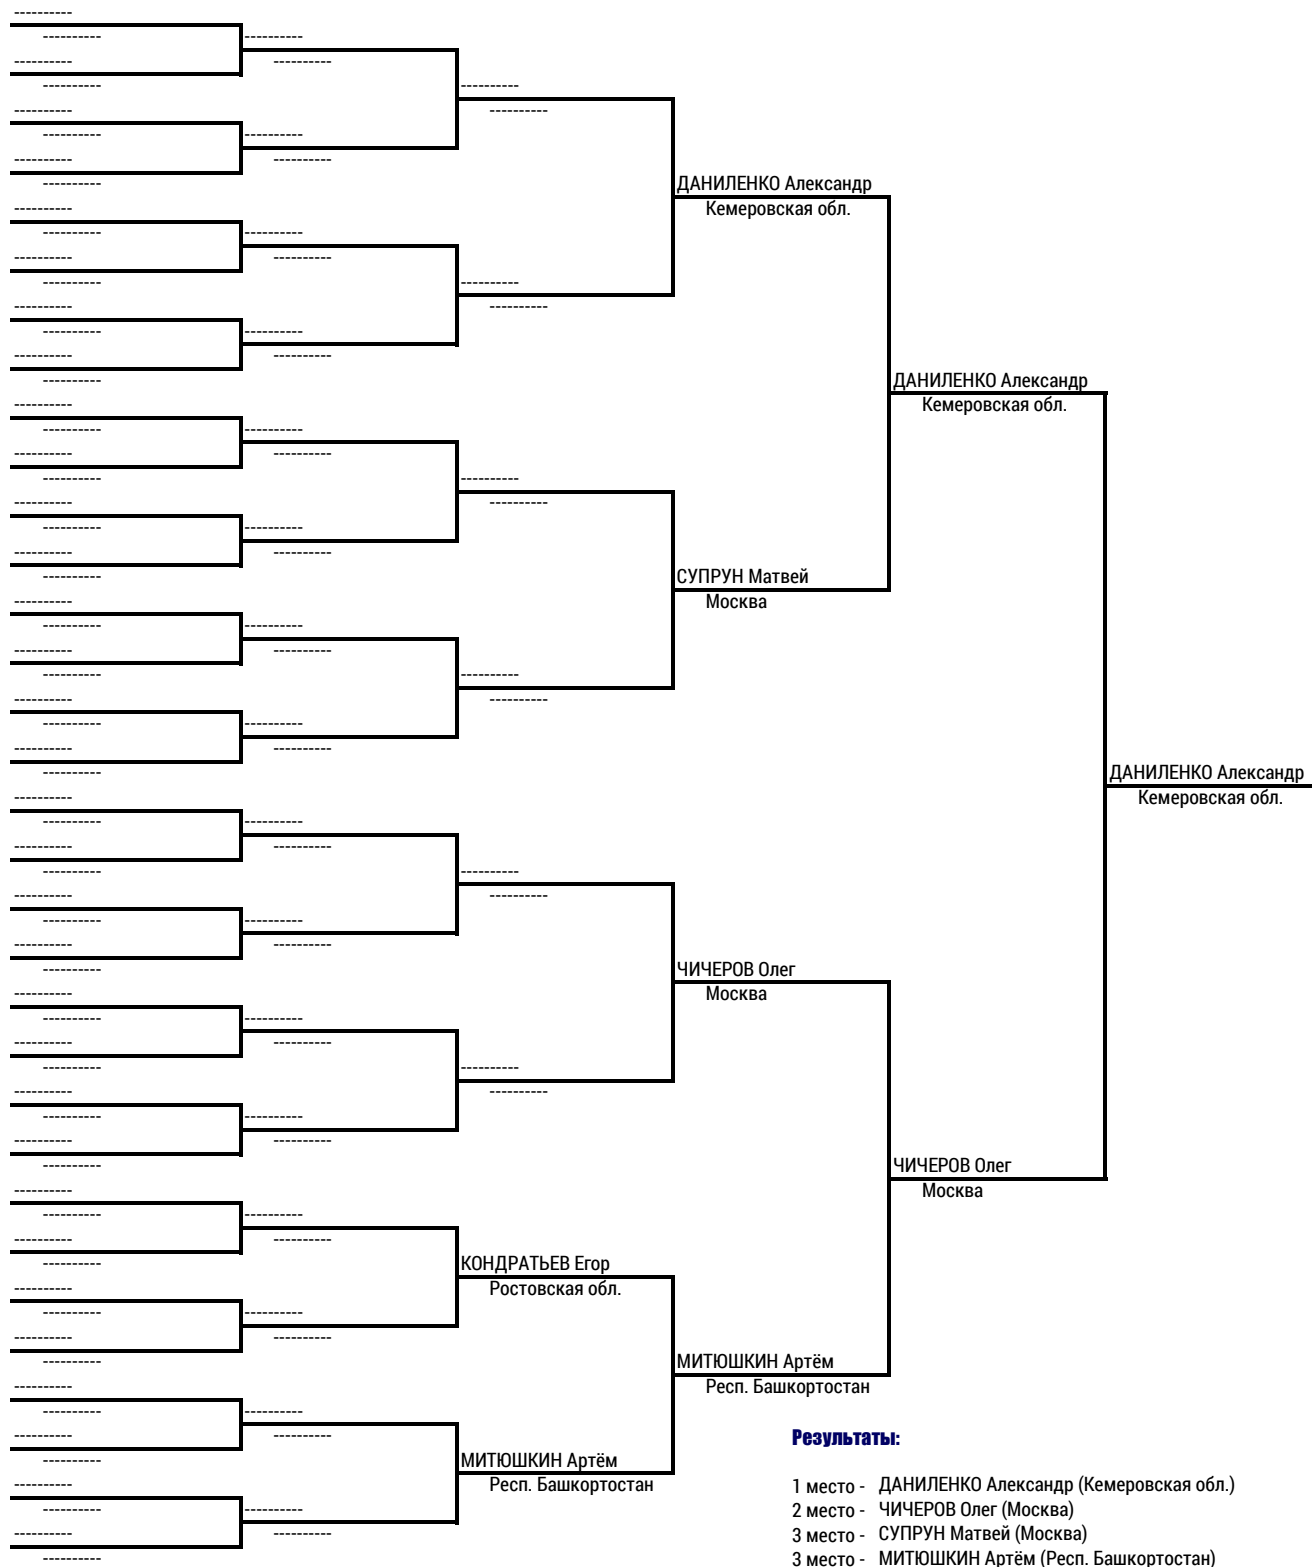 ДАНИЛЕНКО Александр
Кемеровская обл.
ДАНИЛЕНКО Александр
Кемеровская обл.
СУПРУН Матвей
Москва
ДАНИЛЕНКО Александр
Кемеровская обл.
ЧИЧЕРОВ Олег
Москва
ЧИЧЕРОВ Олег
Москва
КОНДРАТЬЕВ Егор
Ростовская обл.
МИТЮШКИН Артём
Респ. Башкортостан
МИТЮШКИН Артём
Респ. Башкортостан
Результаты:
1 место - ДАНИЛЕНКО Александр (Кемеровская обл.)
2 место - ЧИЧЕРОВ Олег (Москва)
3 место - СУПРУН Матвей (Москва)
3 место - МИТЮШКИН Артём (Респ. Башкортостан)